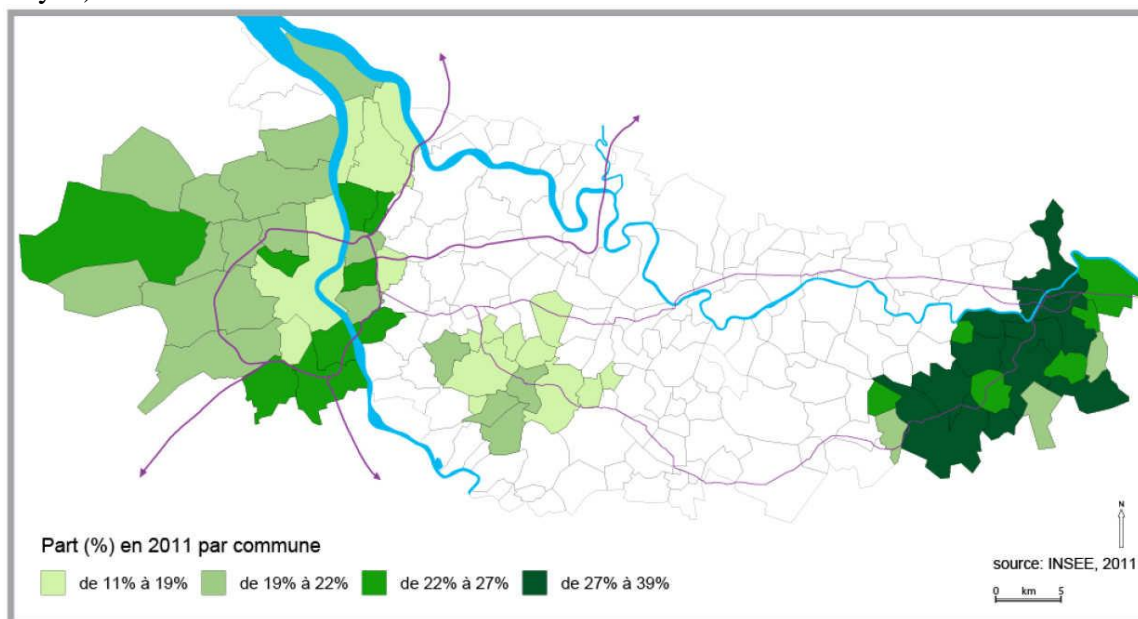 Part (%) en 2011 par commune
de 11% à 19%
de 19% à 22%
de 22% à 27%
de 27% à 39%
N
source: INSEE, 2011
0 km 5